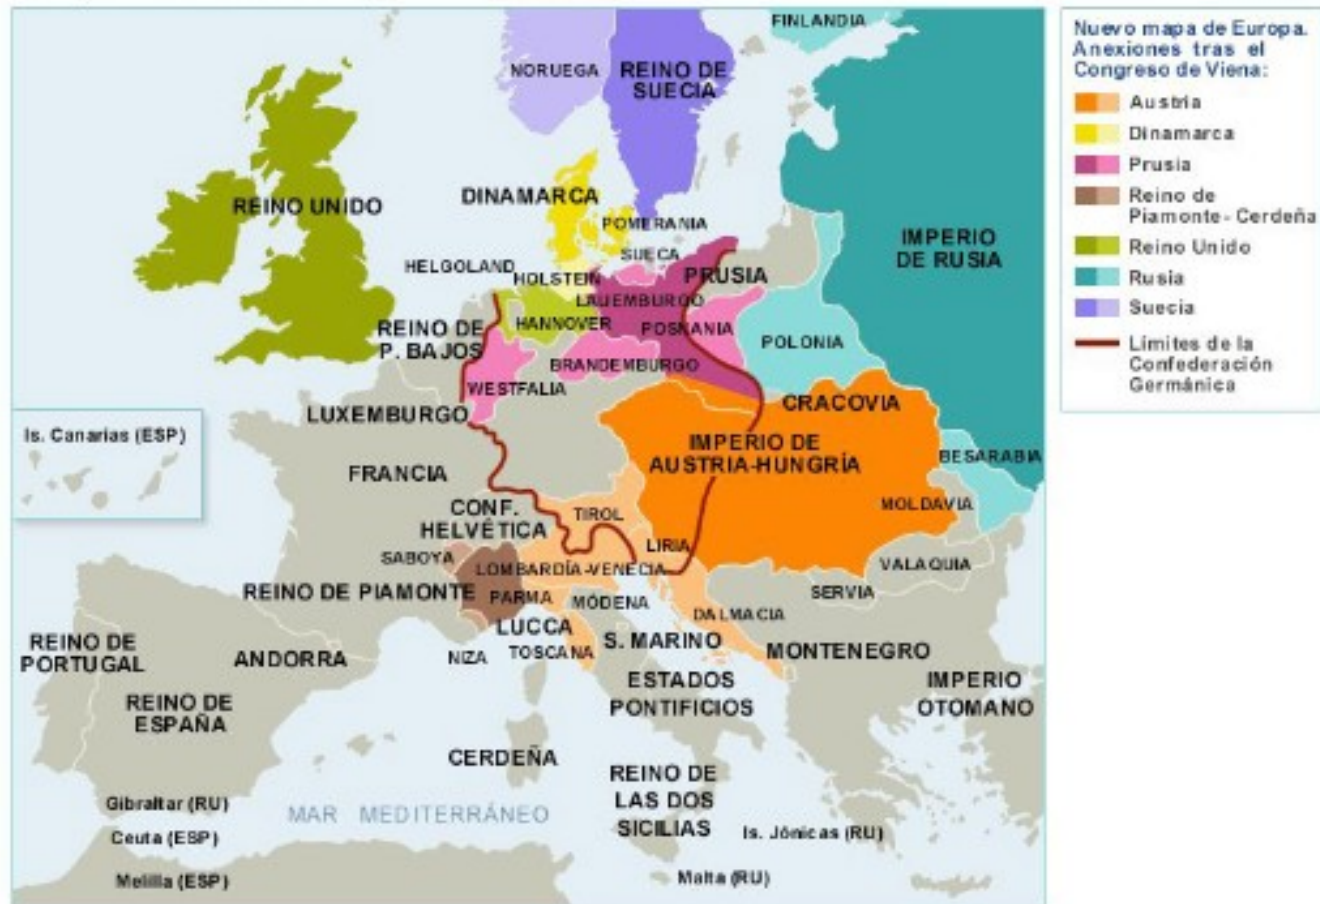 FINLANDIA
NORUEGA
REINO DE
SUECIA
REINO UNIDO
DINAMARCA
POMERANIA
SUECA
IMPERIO
DE RUSIA
HELGOLAND
HOLSTEIN
PRUSIA
LAUEMBURGO
HANNOVER
POSNANIA
REINO DE
P. BAJOS
POLONIA
BRANDEMBURGO
WESTFALIA
LUXEMBURGO
CRACOVIA
Is. Canarias (ESP)
IMPERIO DE
AUSTRIA-HUNGRÍA
BESARABIA
FRANCIA
MOLDAVIA
CONF.
HELVÉTICA
TIROL
LIRIA
SABOYA
LOMBARDÍA-VENECIA
VALAQUIA
REINO DE PIAMONTE
PARMA
MÓDENA
SERVIA
DALMACIA
LUCCA
S. MARINO
REINO DE
PORTUGAL
ANDORRA
NIZA
TOSCANA
MONTENEGRO
ESTADOS
PONTIFICIOS
IMPERIO
OTOMANO
REINO DE
ESPAÑA
CERDEÑA
REINO DE
LAS DOS
SICILIAS
Gibraltar (RU)
MAR MEDITERRÁNEO
Is. Jónicas (RU)
Ceuta (ESP)
Melilla (ESP)
Malta (RU)
Nuevo mapa de Europa.
Anexiones tras el
Congreso de Viena:
Austria
Dinamarca
Prusia
Reino de
Piamonte- Cerdeña
Reino Unido
Rusia
Suecia
Límites de la
Confederación
Germánica